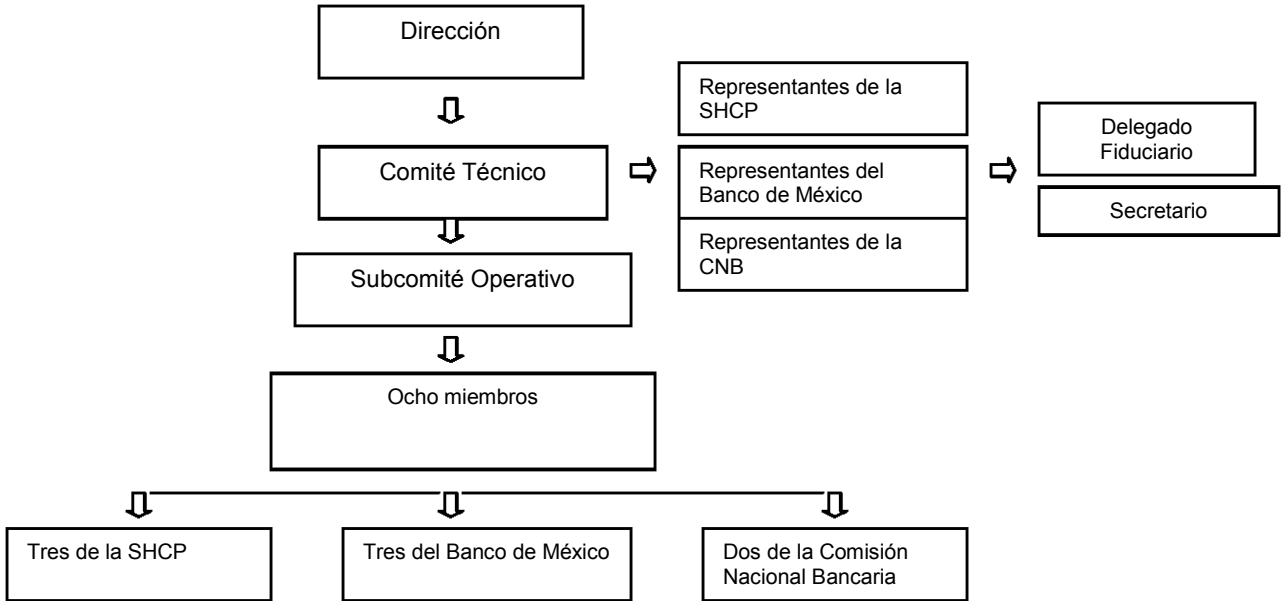 Dirección
Comité Técnico
Subcomité Operativo
Ocho miembros
Representantes de la
SHCP
Representantes del
Banco de México
Representantes de la
CNB
Delegado
Fiduciario
Secretario
Tres de la SHCP
Tres del Banco de México
Dos de la Comisión
Nacional Bancaria